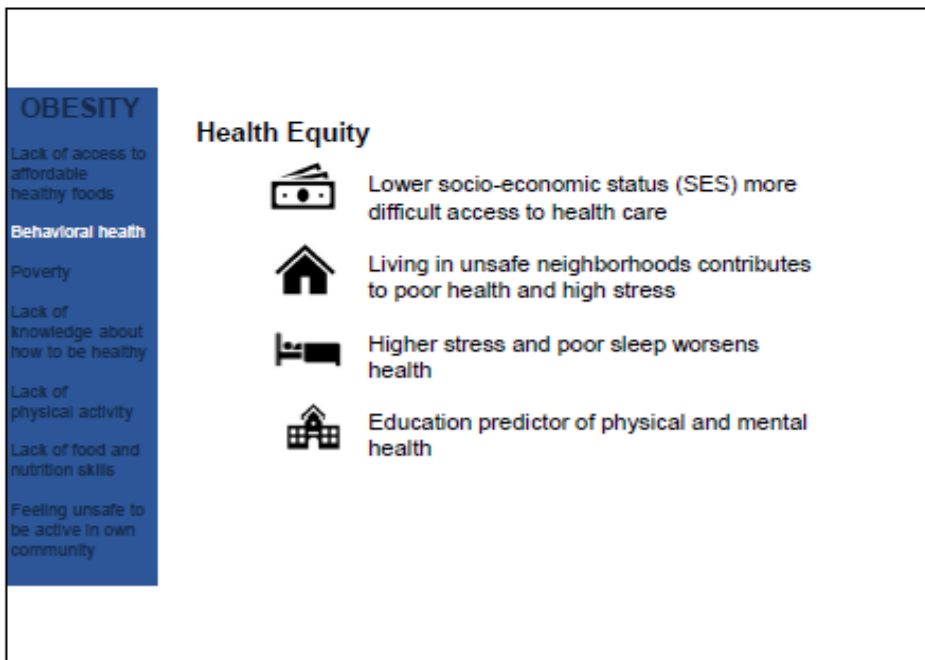 OBESITY
Lack of access to
affordable
healthy foods
Behavioral health
Poverty
Lack of
knowledge about
how to be healthy
Lack of
physical activity
Lack of food and
nutrition skills
Feeling unsafe to
be active in own
community
Health Equity
Lower socio-economic status (SES) more
difficult access to health care
Living in unsafe neighborhoods contributes
to poor health and high stress
Higher stress and poor sleep worsens
health
Education predictor of physical and mental
health